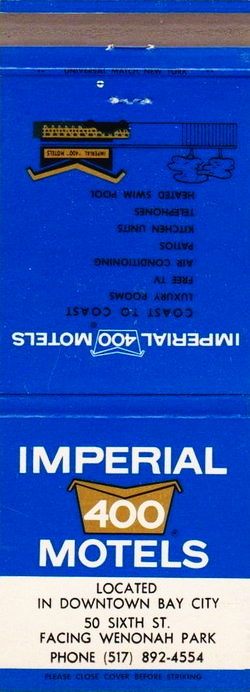 UNIVERSAL MATCH NEW YORK
IMPERIAL "400" MOTELS
IMPERIAL 400 MOTELS
COAST TO COAST
LUXURY ROOMS
FREE TV
AIR CONDITIONING
PATIOS
KITCHEN UNITS
TELEPHONES
HEATED SWIM POOL
IMPERIAL
400
MOTELS
LOCATED
IN DOWNTOWN BAY CITY
50 SIXTH ST.
FACING WENONAH PARK
PHONE (517) 892-4554
PLEASE CLOSE COVER BEFORE STRIKING